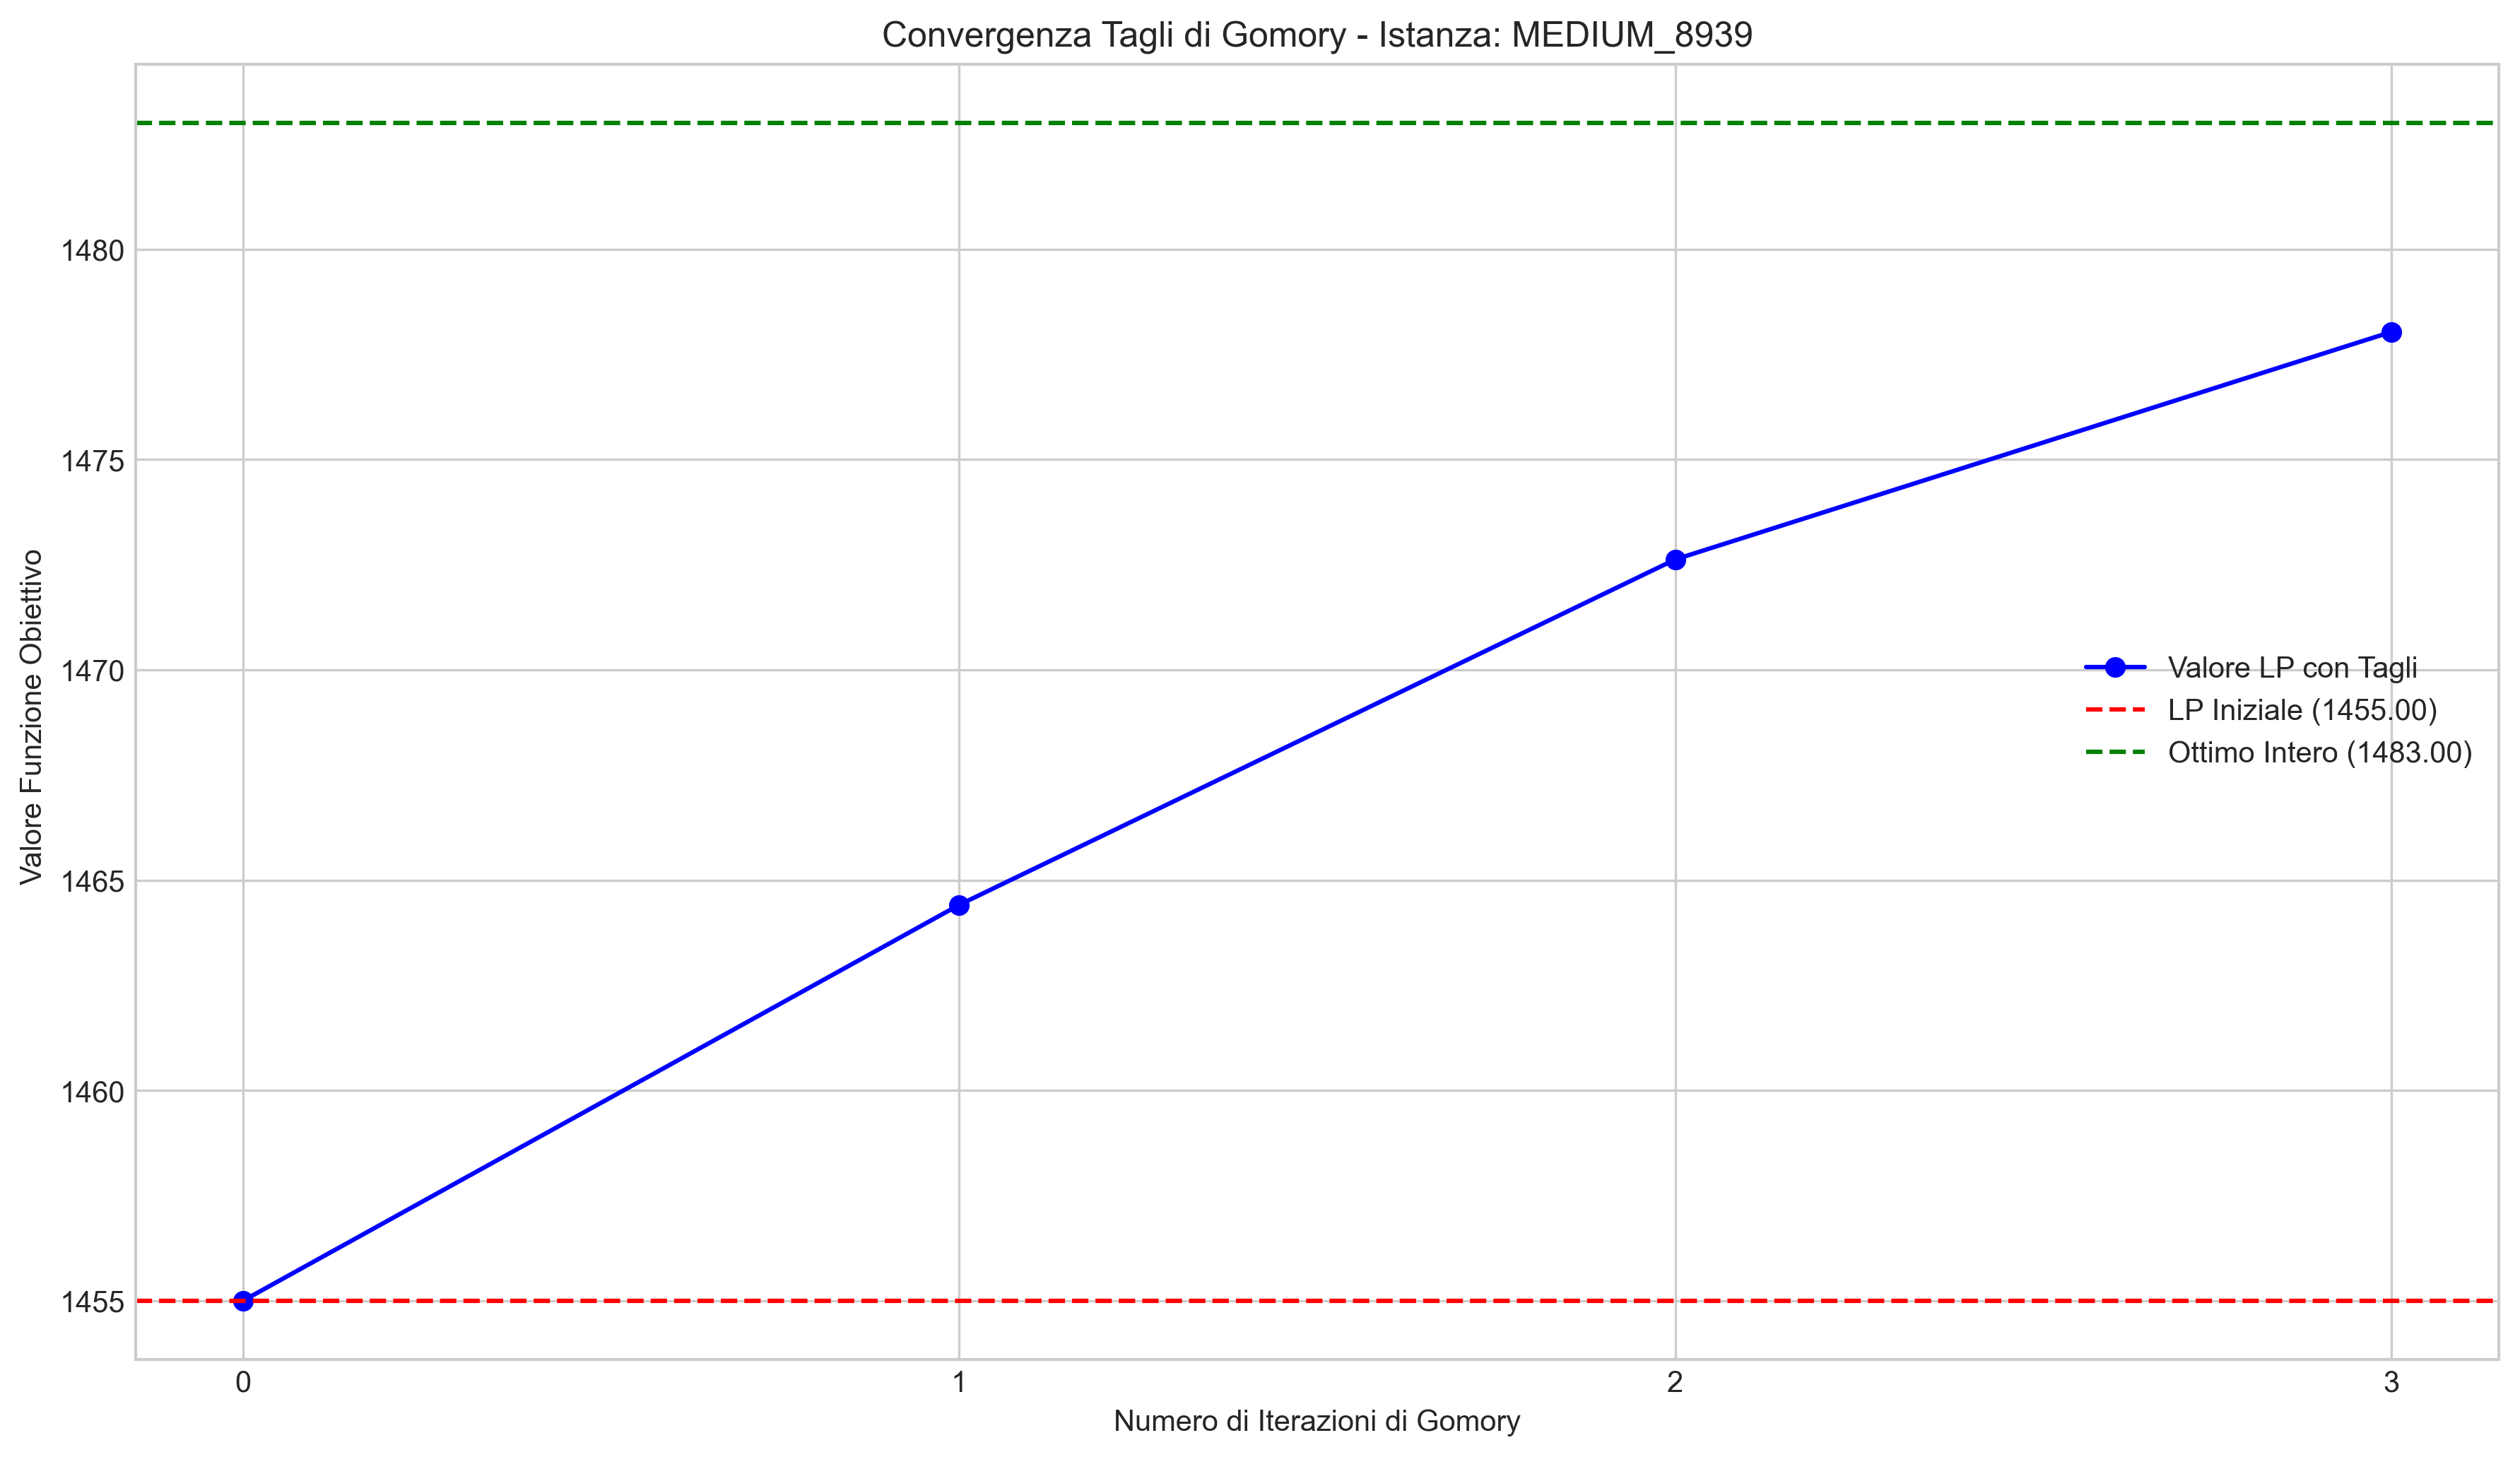 Convergenza Tagli di Gomory - Istanza: MEDIUM_8939
Valore Funzione Obiettivo
1480
1475
1470
1465
1460
1455
Valore LP con Tagli
LP Iniziale (1455.00)
Ottimo Intero (1483.00)
0 1 2 3
Numero di Iterazioni di Gomory